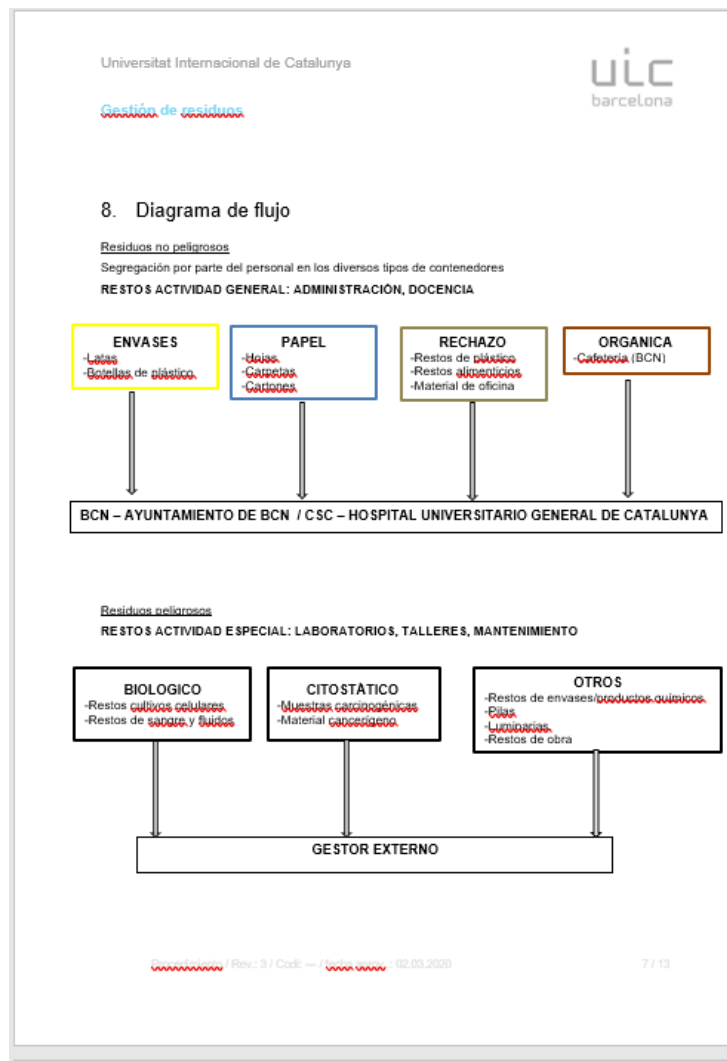 Universitat Internacional de Catalunya
uic
barcelona
Gestión de residuos
8. Diagrama de flujo
Residuos no peligrosos
Segregación por parte del personal en los diversos tipos de contenedores
RESTOS ACTIVIDAD GENERAL: ADMINISTRACIÓN, DOCENCIA
ENVASES
-Latas
-Botellas de plástico
PAPEL
-Hojas
-Carpetas
-Cartones
RECHAZO
-Restos de plástico
-Restos alimenticios
-Material de oficina
ORGANICA
-Cafeteria (BCN)
BCN – AYUNTAMIENTO DE BCN / CSC – HOSPITAL UNIVERSITARIO GENERAL DE CATALUNYA
Residuos peligrosos
RESTOS ACTIVIDAD ESPECIAL: LABORATORIOS, TALLERES, MANTENIMIENTO
BIOLOGICO
-Restos cultivos celulares
-Restos de sangre y fluidos
CITOSTÁTICO
-Muestras carcinogénicas
-Material cancerígeno
OTROS
-Restos de envases/productos químicos
-Pilas
-Luminarias
-Restos de obra
GESTOR EXTERNO
Procedimiento / Rev.: 3 / Codi: --- / fecha aprov. : 02.03.2020
7 / 13